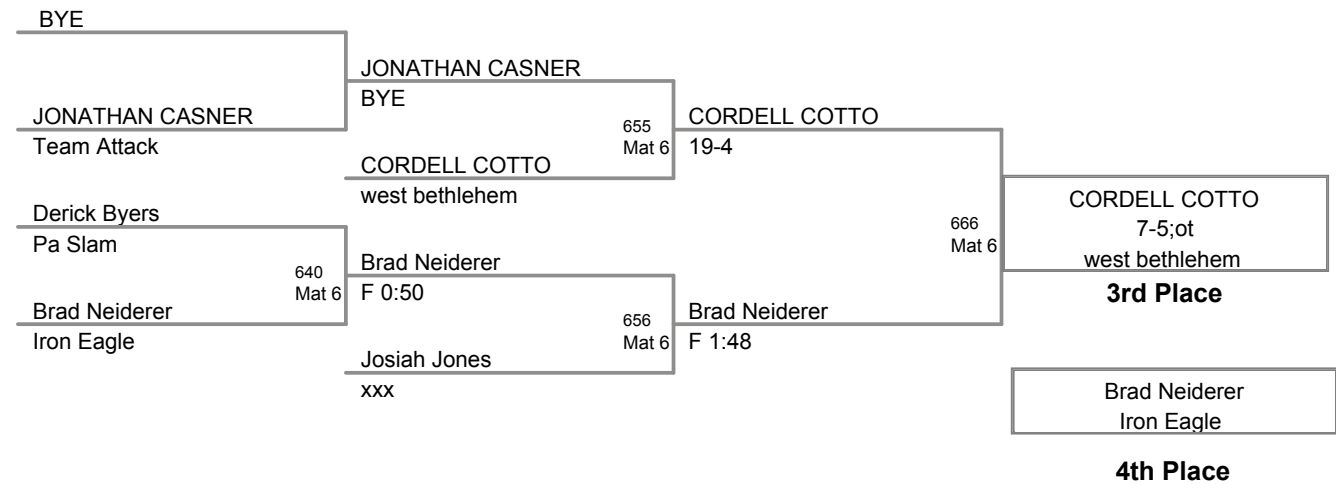 BYE
JONATHAN CASNER
Team Attack
Derick Byers
Pa Slam
640
Mat 6
Brad Neiderer
Iron Eagle
JONATHAN CASNER
BYE
655
Mat 6
CORDELL COTTO
west bethlehem
Brad Neiderer
F 0:50
656
Mat 6
Josiah Jones
xxx
CORDELL COTTO
19-4
666
Mat 6
Brad Neiderer
F 1:48
CORDELL COTTO
7-5;ot
west bethlehem
3rd Place
Brad Neiderer
Iron Eagle
4th Place